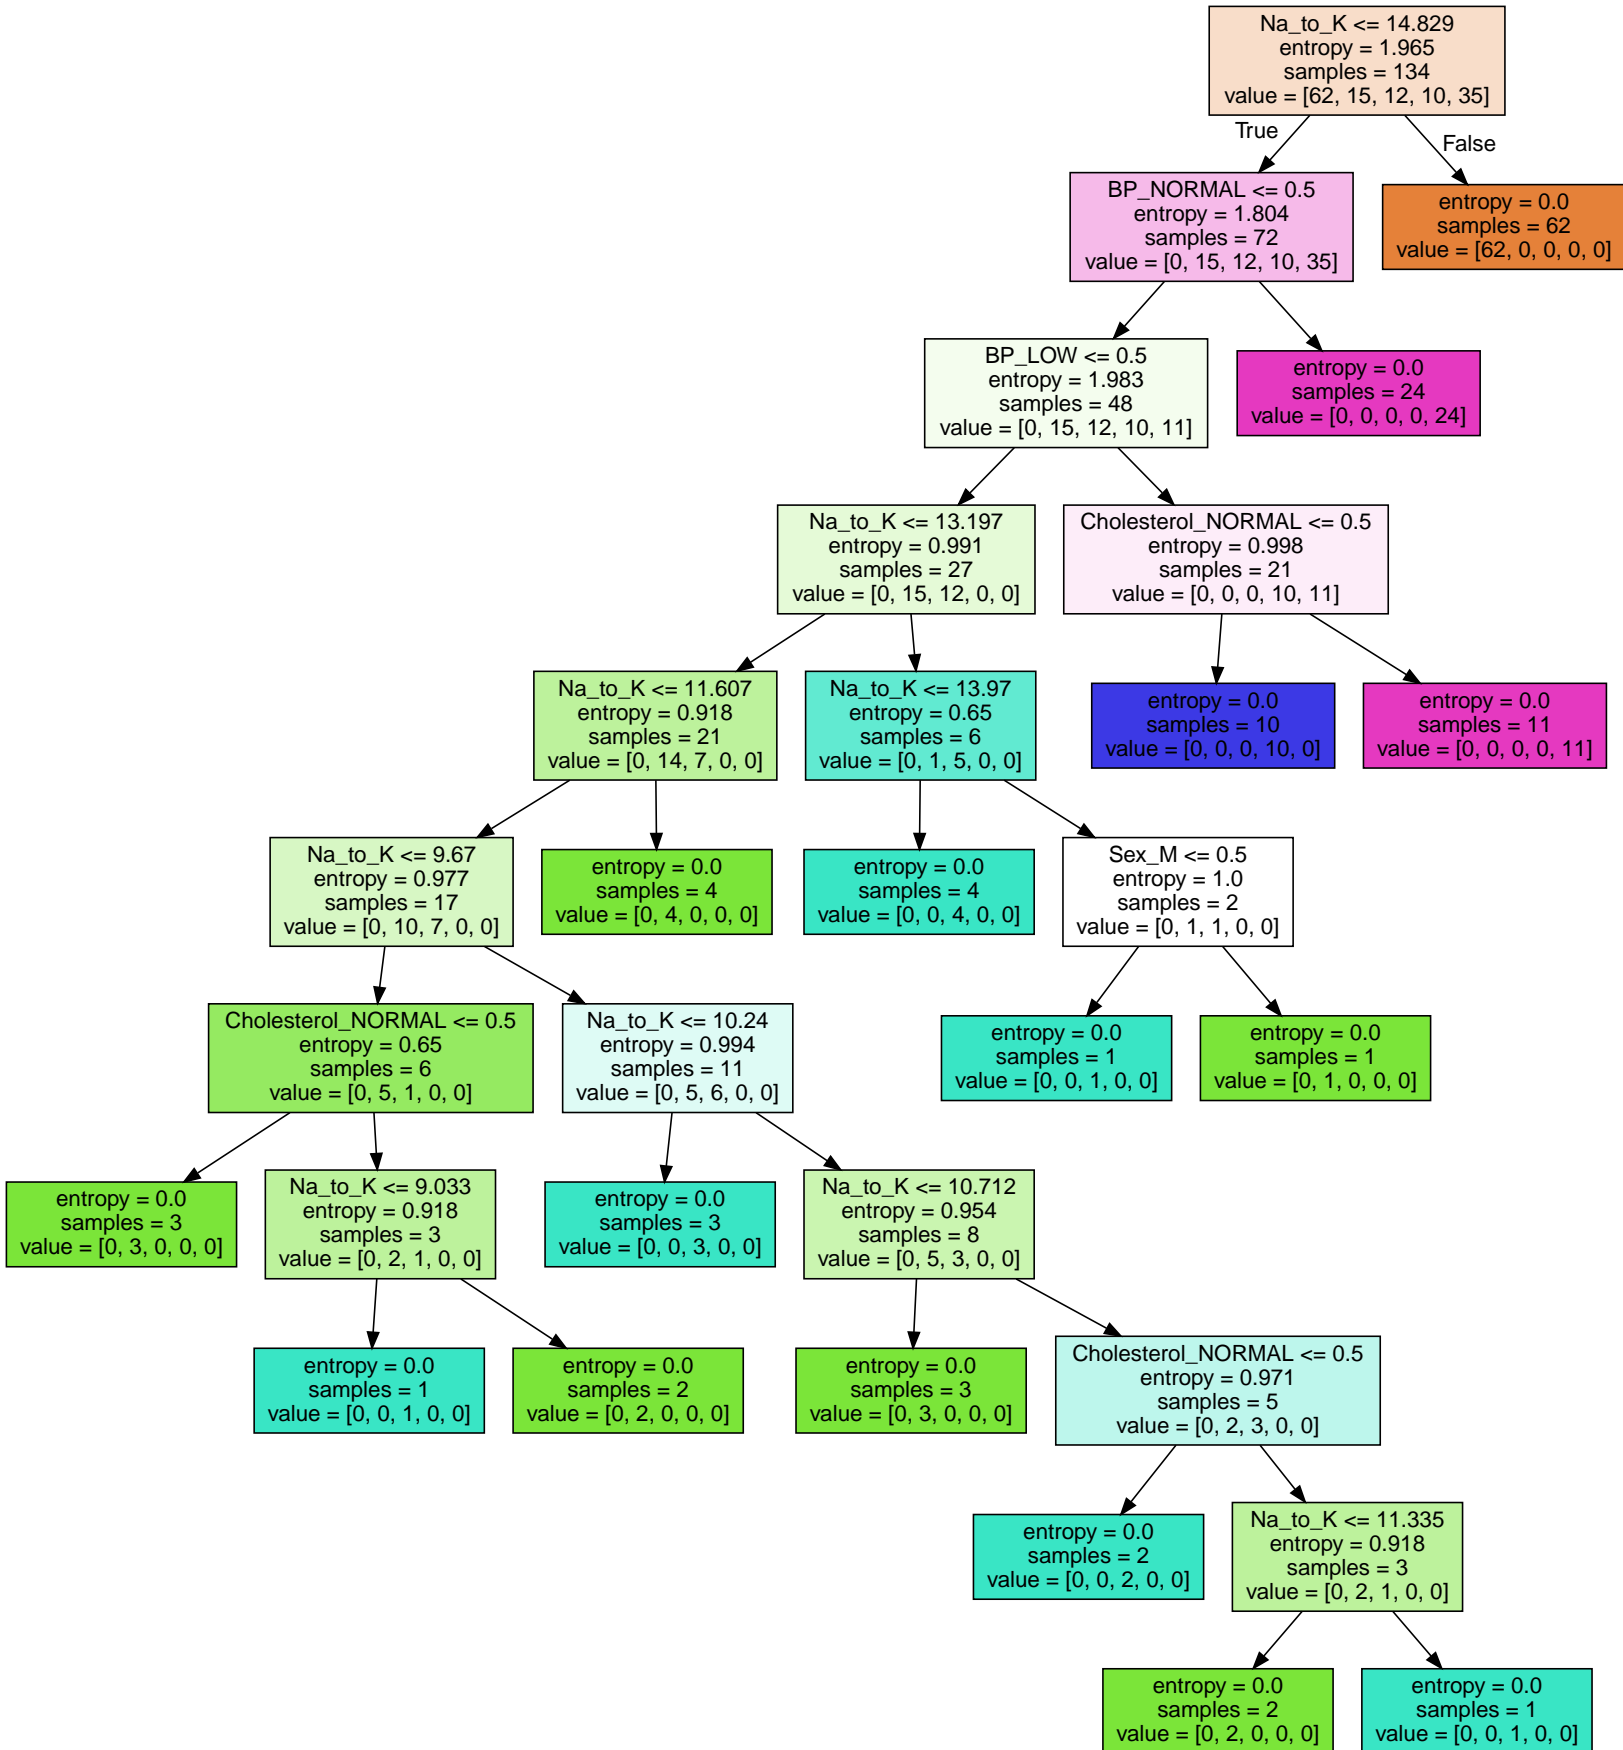 Na_to_K <= 14.829
entropy = 1.965
samples = 134
value = [62, 15, 12, 10, 35]
True
False
BP_NORMAL <= 0.5
entropy = 1.804
samples = 72
value = [0, 15, 12, 10, 35]
entropy = 0.0
samples = 62
value = [62, 0, 0, 0, 0]
BP_LOW <= 0.5
entropy = 1.983
samples = 48
value = [0, 15, 12, 10, 11]
entropy = 0.0
samples = 24
value = [0, 0, 0, 0, 24]
Na_to_K <= 13.197
entropy = 0.991
samples = 27
value = [0, 15, 12, 0, 0]
Cholesterol_NORMAL <= 0.5
entropy = 0.998
samples = 21
value = [0, 0, 0, 10, 11]
Na_to_K <= 11.607
entropy = 0.918
samples = 21
value = [0, 14, 7, 0, 0]
Na_to_K <= 13.97
entropy = 0.65
samples = 6
value = [0, 1, 5, 0, 0]
entropy = 0.0
samples = 10
value = [0, 0, 0, 10, 0]
entropy = 0.0
samples = 11
value = [0, 0, 0, 0, 11]
Na_to_K <= 9.67
entropy = 0.977
samples = 17
value = [0, 10, 7, 0, 0]
entropy = 0.0
samples = 4
value = [0, 4, 0, 0, 0]
entropy = 0.0
samples = 4
value = [0, 0, 4, 0, 0]
Sex_M <= 0.5
entropy = 1.0
samples = 2
value = [0, 1, 1, 0, 0]
Cholesterol_NORMAL <= 0.5
entropy = 0.65
samples = 6
value = [0, 5, 1, 0, 0]
Na_to_K <= 10.24
entropy = 0.994
samples = 11
value = [0, 5, 6, 0, 0]
entropy = 0.0
samples = 1
value = [0, 0, 1, 0, 0]
entropy = 0.0
samples = 1
value = [0, 1, 0, 0, 0]
entropy = 0.0
samples = 3
value = [0, 3, 0, 0, 0]
Na_to_K <= 9.033
entropy = 0.918
samples = 3
value = [0, 2, 1, 0, 0]
entropy = 0.0
samples = 3
value = [0, 0, 3, 0, 0]
Na_to_K <= 10.712
entropy = 0.954
samples = 8
value = [0, 5, 3, 0, 0]
entropy = 0.0
samples = 1
value = [0, 0, 1, 0, 0]
entropy = 0.0
samples = 2
value = [0, 2, 0, 0, 0]
entropy = 0.0
samples = 3
value = [0, 3, 0, 0, 0]
Cholesterol_NORMAL <= 0.5
entropy = 0.971
samples = 5
value = [0, 2, 3, 0, 0]
entropy = 0.0
samples = 2
value = [0, 0, 2, 0, 0]
Na_to_K <= 11.335
entropy = 0.918
samples = 3
value = [0, 2, 1, 0, 0]
entropy = 0.0
samples = 2
value = [0, 2, 0, 0, 0]
entropy = 0.0
samples = 1
value = [0, 0, 1, 0, 0]